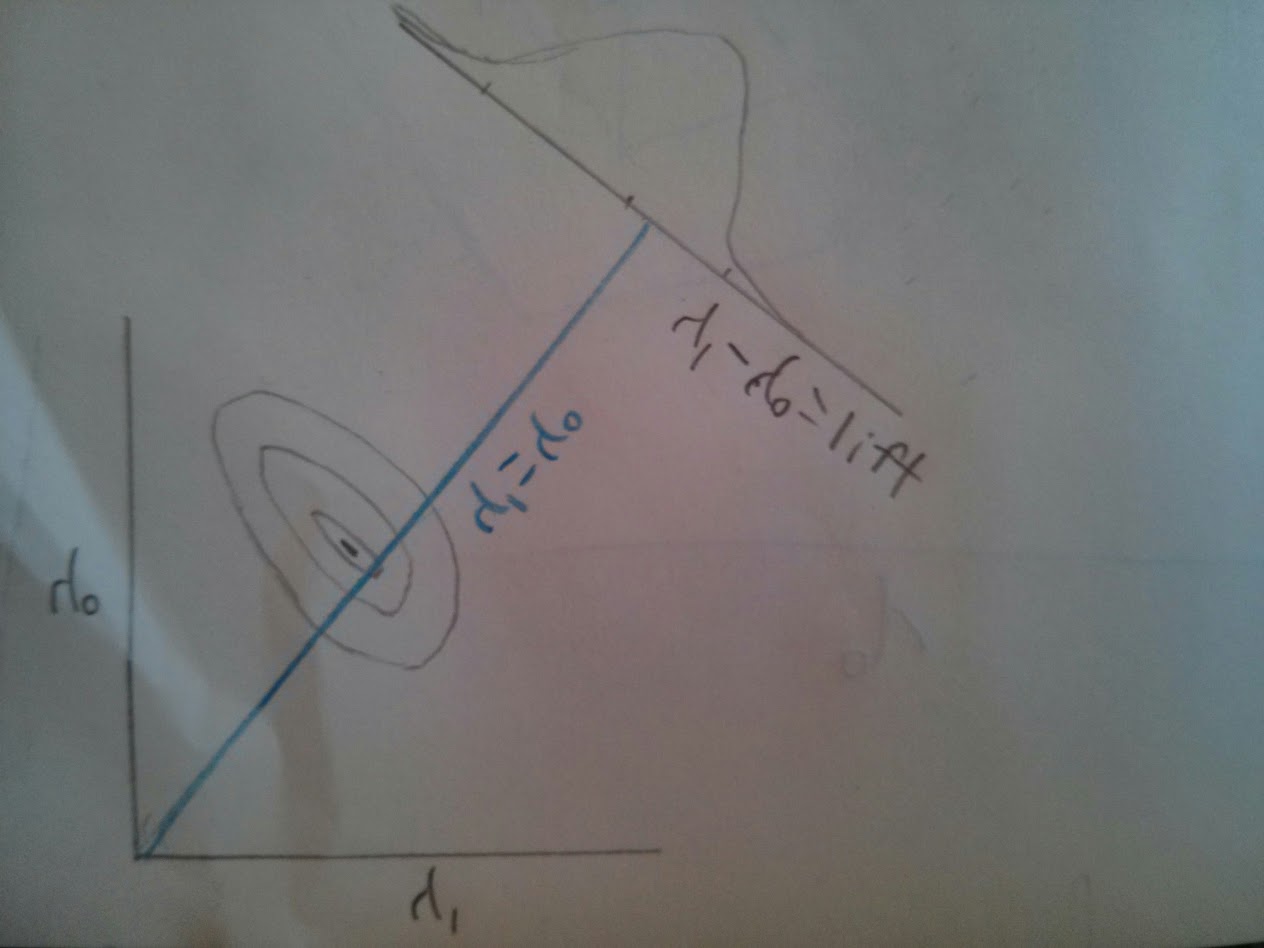 λ₁ - λ₀ = lift
λ₁ = λ₀
λ₀
λ₁